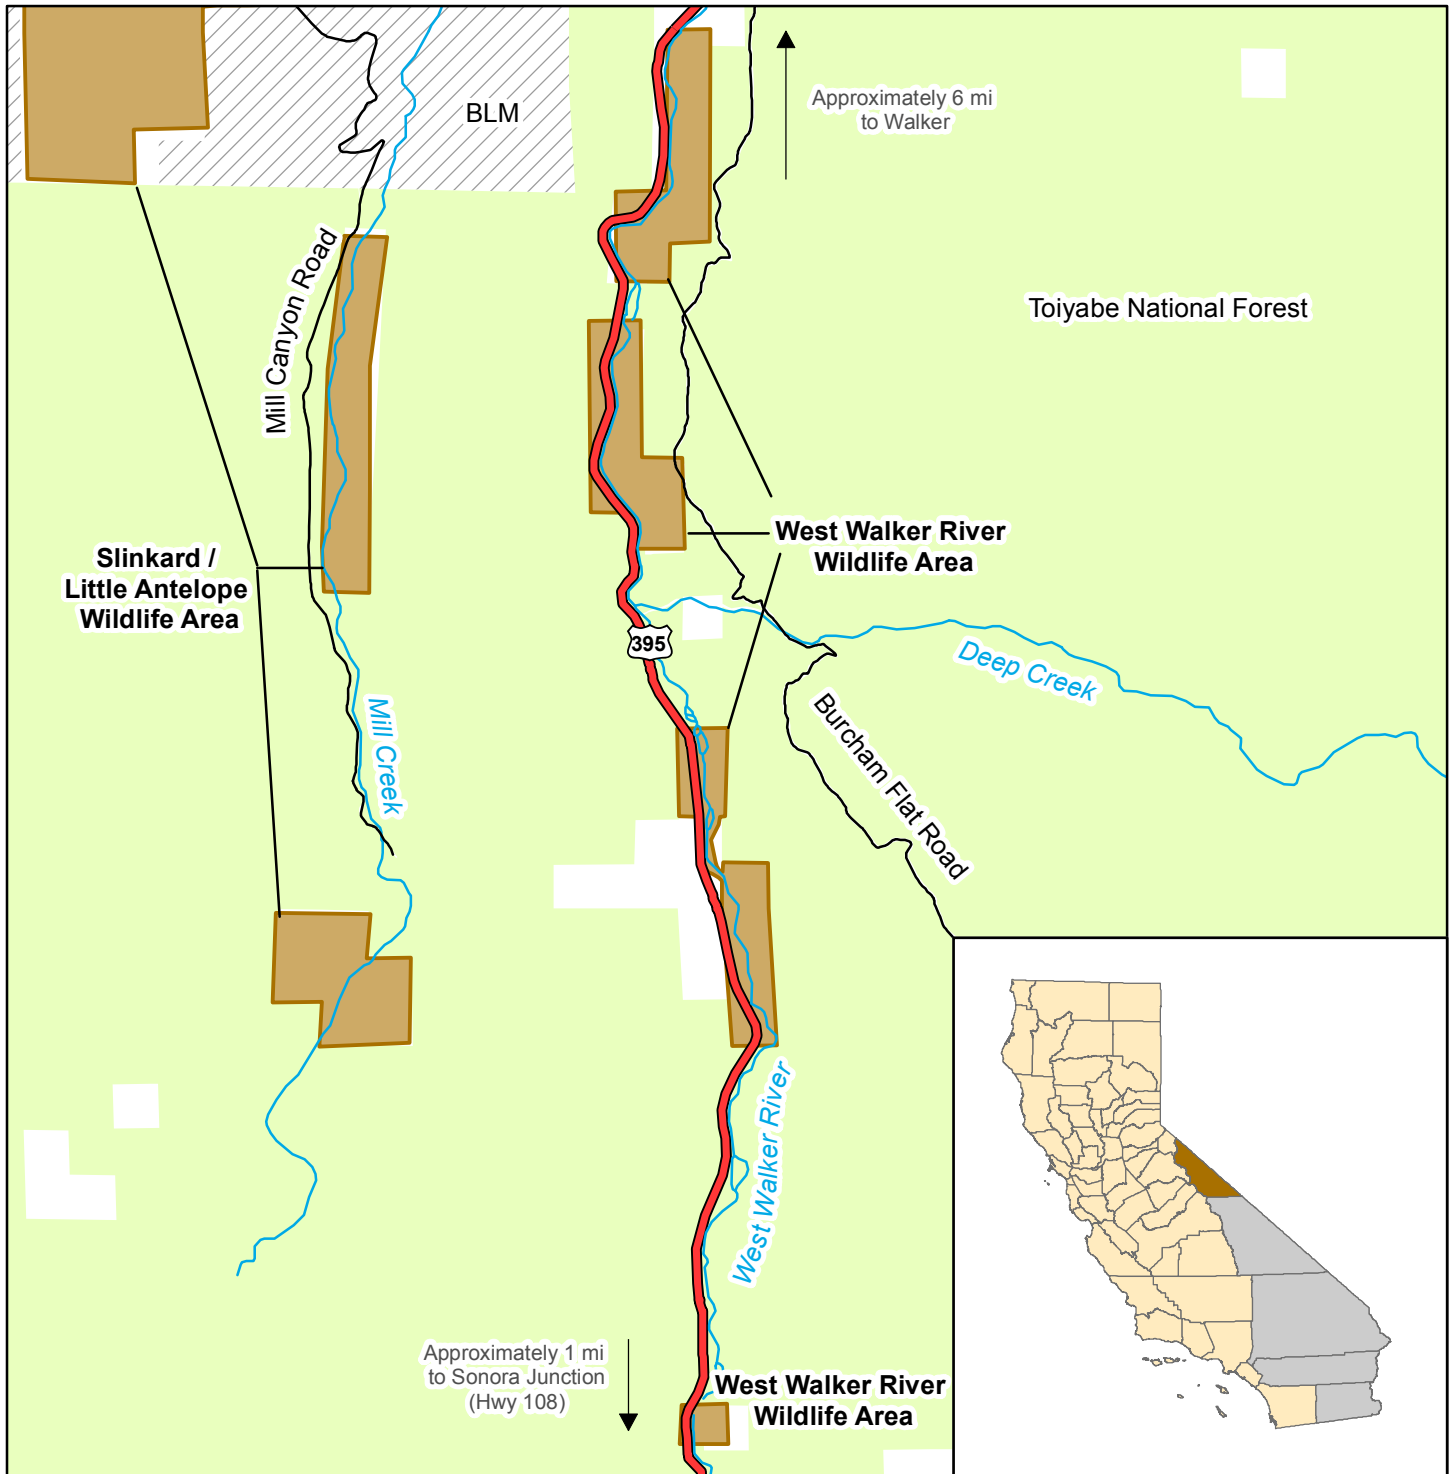 BLM
Approximately 6 mi
to Walker
Mill Canyon Road
Toiyabe National Forest
West Walker River
Wildlife Area
Slinkard /
Little Antelope
Wildlife Area
395
Deep Creek
Mill Creek
Burcham Flat Road
West Walker River
Approximately 1 mi
to Sonora Junction
(Hwy 108)
West Walker River
Wildlife Area